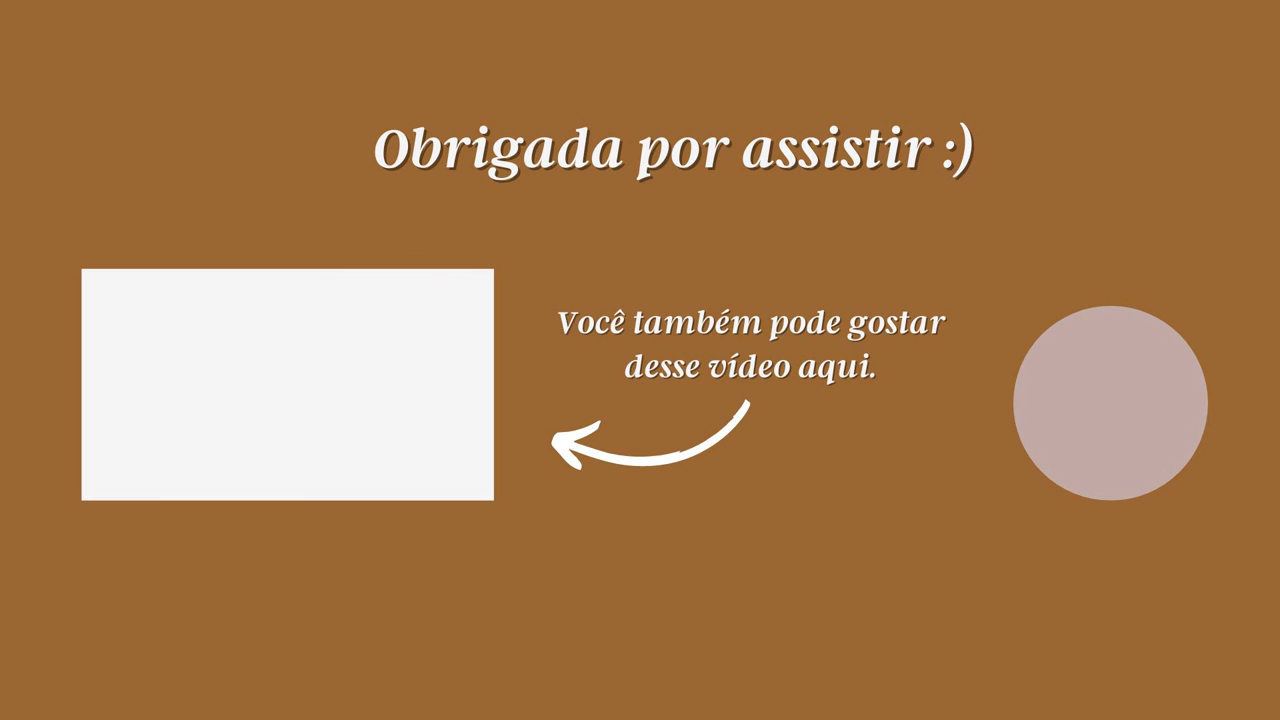 Obrigada por assistir :)
Você também pode gostar
desse vídeo aqui.